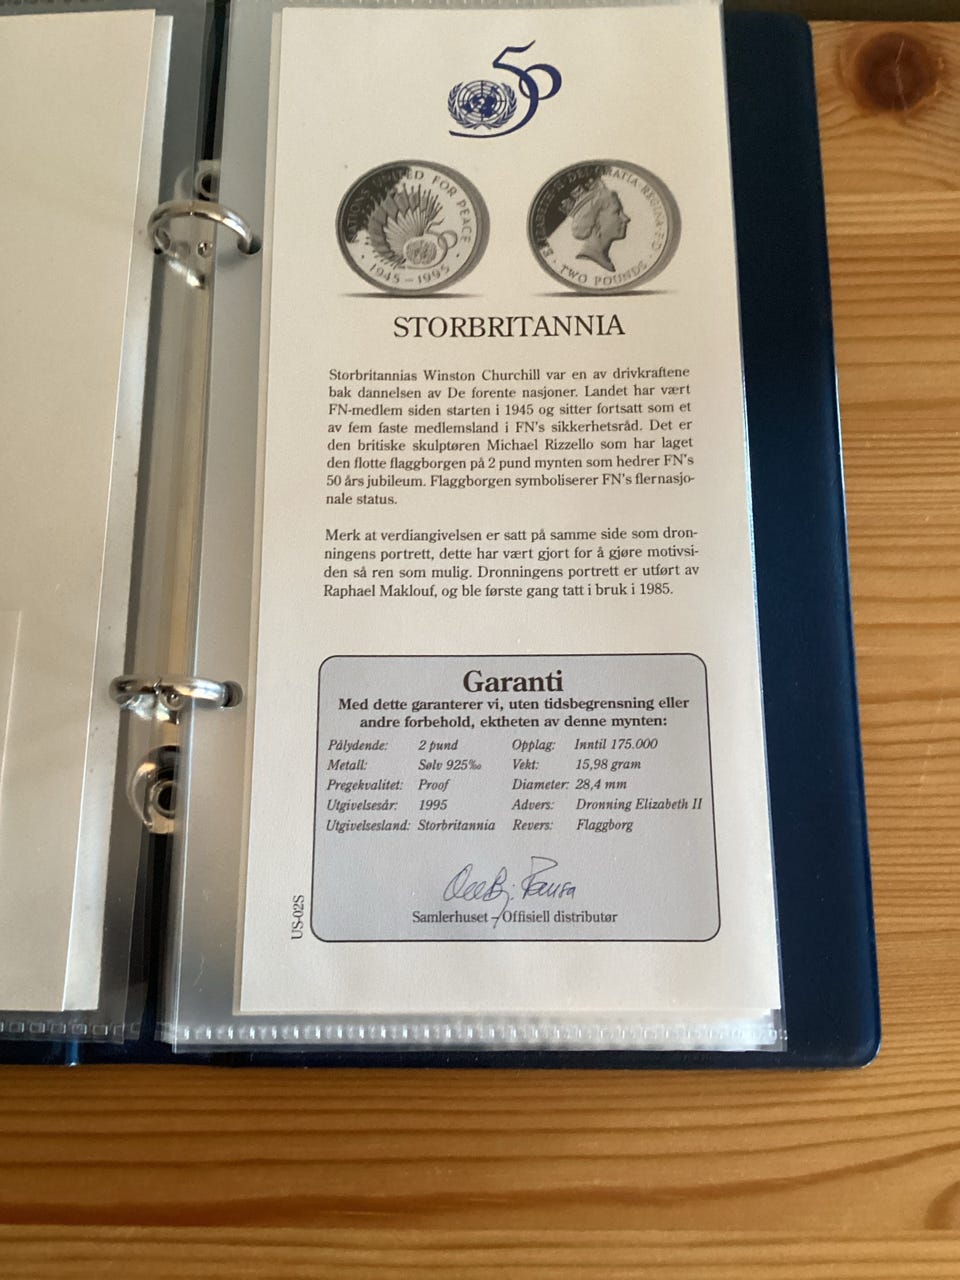 50
NATIONS UNITED FOR PEACE
1945-1995
ELIZABETH·II DEI·GRATIA·REGINA·F·D
TWO POUNDS
STORBRITANNIA
Storbritannias Winston Churchill var en av drivkraftene
bak dannelsen av De forente nasjoner. Landet har vært
FN-medlem siden starten i 1945 og sitter fortsatt som et
av fem faste medlemsland i FN's sikkerhetsråd. Det er
den britiske skulptøren Michael Rizzello som har laget
den flotte flaggborgen på 2 pund mynten som hedrer FN's
50 års jubileum. Flaggborgen symboliserer FN's flernasjo-
nale status.
Merk at verdiangivelsen er satt på samme side som dron-
ningens portrett, dette har vært gjort for å gjøre motivsi-
den så ren som mulig. Dronningens portrett er utført av
Raphael Maklouf, og ble første gang tatt i bruk i 1985.
Garanti
Med dette garanterer vi, uten tidsbegrensning eller
andre forbehold, ektheten av denne mynten:
Pålydende: 2 pund Opplag: Inntil 175.000
Metall: Sølv 925‰ Vekt: 15,98 gram
Pregekvalitet: Proof Diameter: 28,4 mm
Utgivelsesår: 1995 Advers: Dronning Elizabeth II
Utgivelsesland: Storbritannia Revers: Flaggborg
Samlerhuset - Offisiell distributør
US-02S